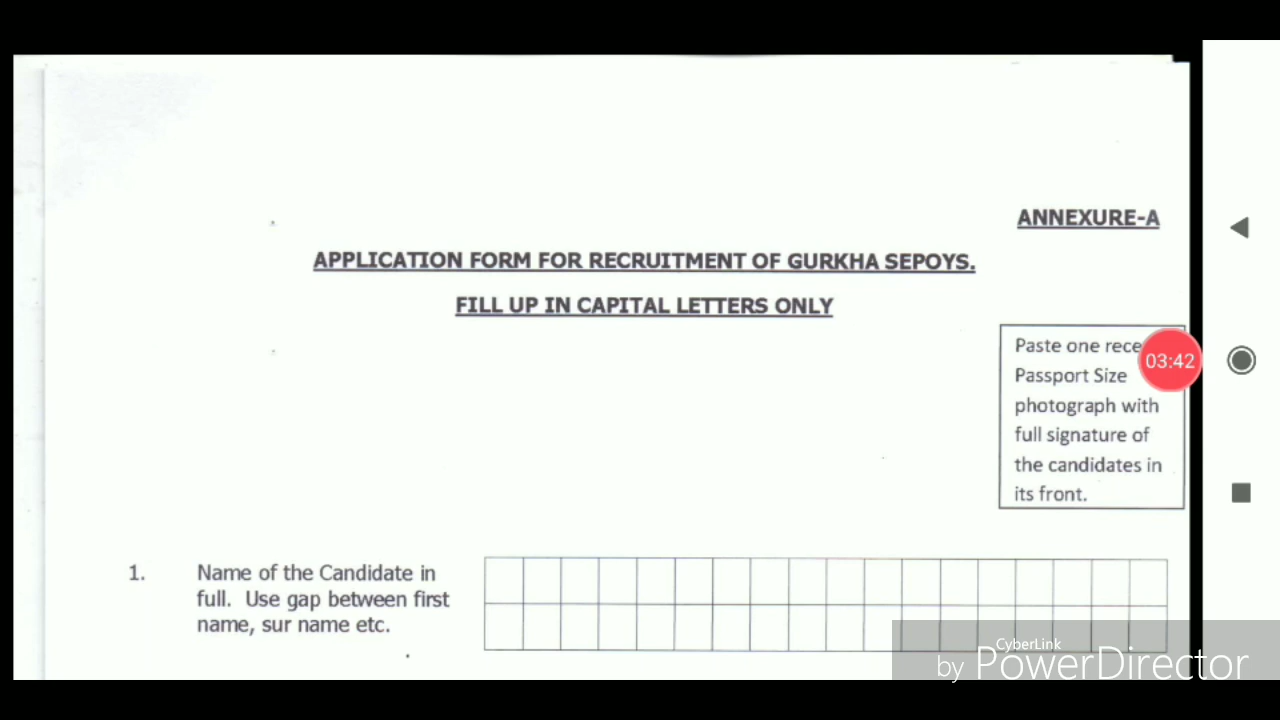 ANNEXURE-A
APPLICATION FORM FOR RECRUITMENT OF GURKHA SEPOYS.
FILL UP IN CAPITAL LETTERS ONLY
Paste one
03:42
Passport Size
photograph with
full signature of
the candidates in
its front.
1. Name of the Candidate in
full. Use gap between first
name, sur name etc.
CyberLink
by PowerDirector